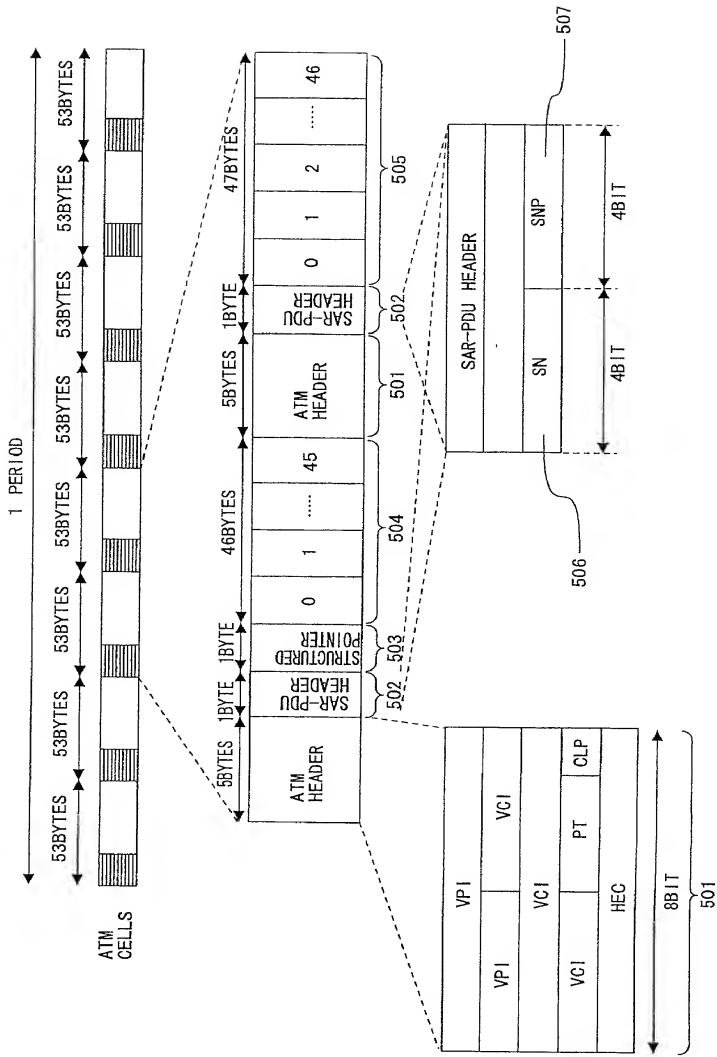 1 PERIOD
53BYTES 53BYTES 53BYTES 53BYTES 53BYTES 53BYTES 53BYTES 53BYTES
ATM
CELLS
5BYTES 1BYTE 1BYTE 46BYTES 5BYTES 1BYTE 47BYTES
ATM
HEADER
SAR-PDU
HEADER
STRUCTURED
POINTER
0 1 ...... 45
ATM
HEADER
SAR-PDU
HEADER
0 1 2 ...... 46
502 503 504 501 502 505
VPI
VPI VCI
VCI
VCI PT CLP
HEC
8BIT
501
SAR-PDU HEADER
SN SNP
4BIT 4BIT
506
507